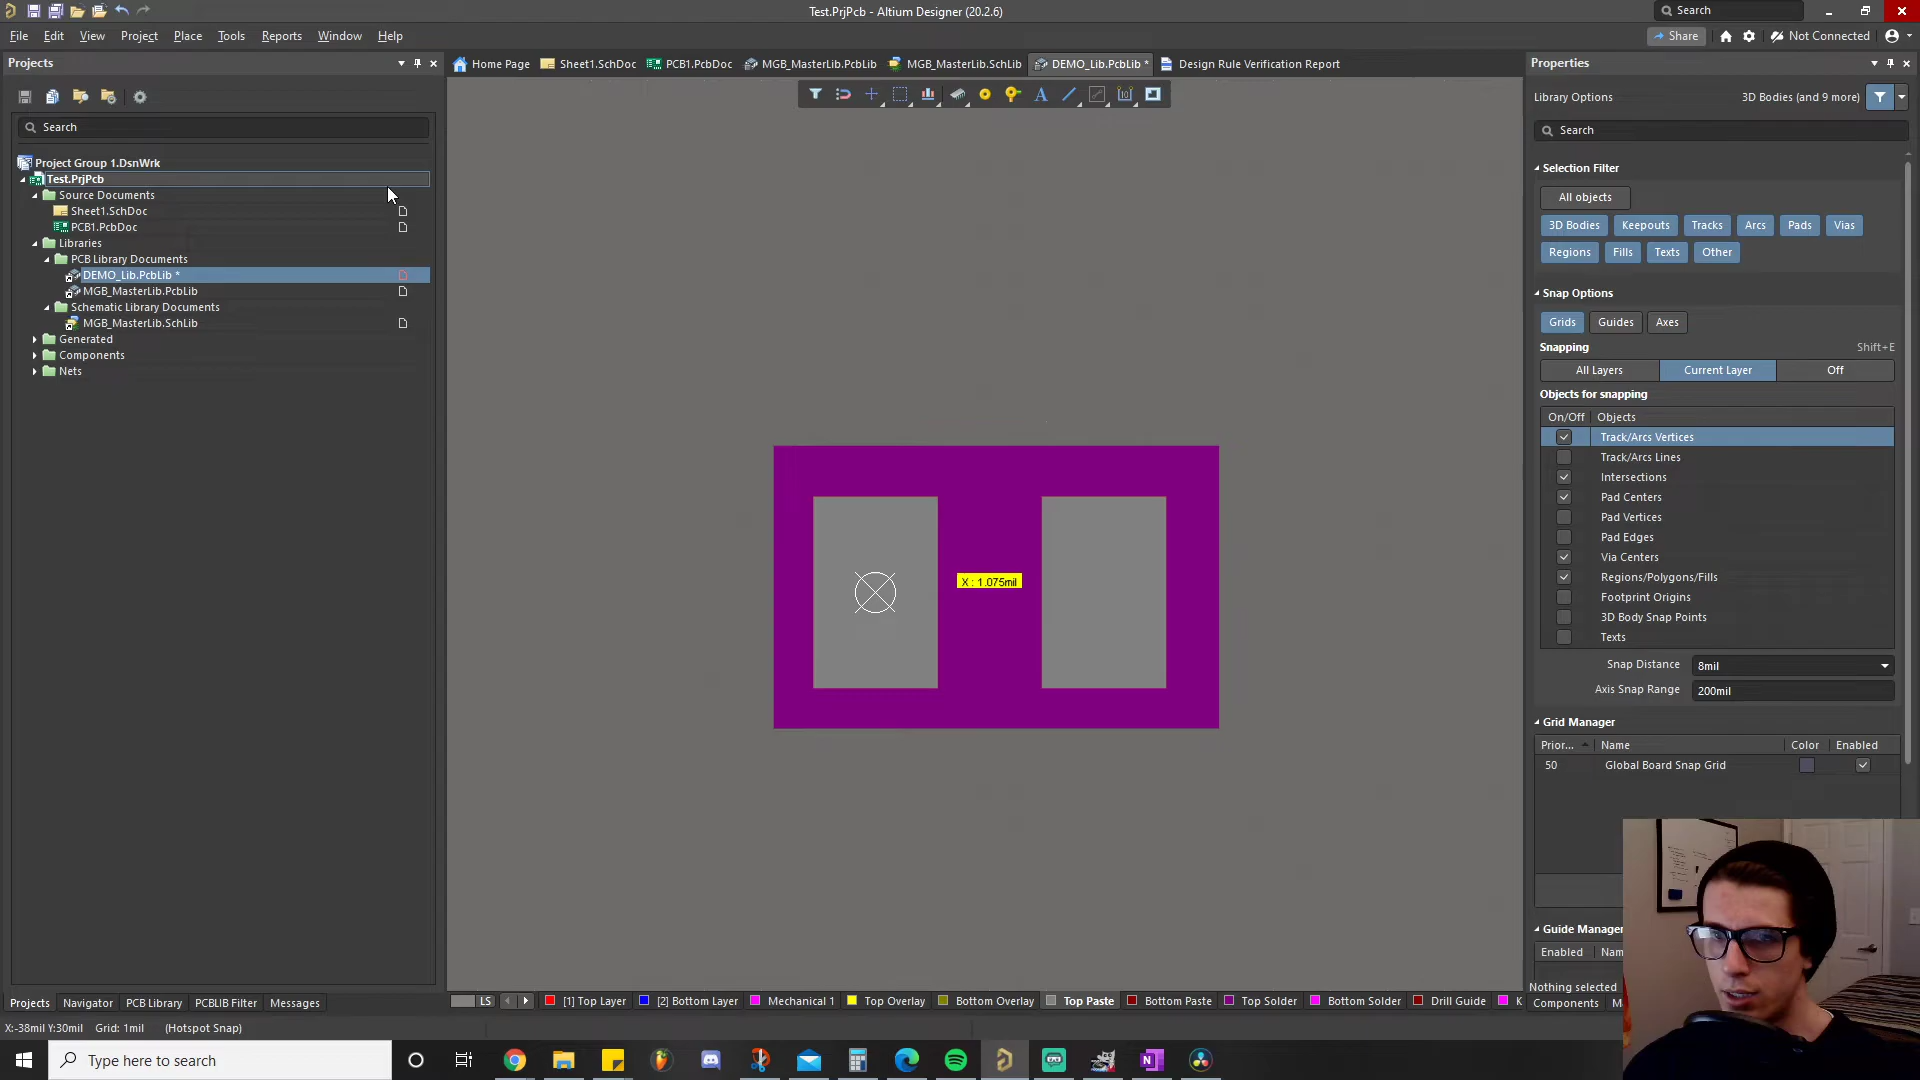 Test.PrjPcb - Altium Designer (20.2.6)
Search
File Edit View Project Place Tools Reports Window Help
Share Not Connected
Projects
Home Page Sheet1.SchDoc PCB1.PcbDoc MGB_MasterLib.PcbLib MGB_MasterLib.SchLib DEMO_Lib.PcbLib * Design Rule Verification Report
Properties
Library Options 3D Bodies (and 9 more)
Search
Search
Project Group 1.DsnWrk
Test.PrjPcb
Source Documents
Sheet1.SchDoc
PCB1.PcbDoc
Libraries
PCB Library Documents
DEMO_Lib.PcbLib *
MGB_MasterLib.PcbLib
Schematic Library Documents
MGB_MasterLib.SchLib
Generated
Components
Nets
X : 1.075mil
Selection Filter
All objects
3D Bodies Keepouts Tracks Arcs Pads Vias
Regions Fills Texts Other
Snap Options
Grids Guides Axes
Snapping Shift+E
All Layers Current Layer Off
Objects for snapping
On/Off Objects
Track/Arcs Vertices
Track/Arcs Lines
Intersections
Pad Centers
Pad Vertices
Pad Edges
Via Centers
Regions/Polygons/Fills
Footprint Origins
3D Body Snap Points
Texts
Snap Distance 8mil
Axis Snap Range 200mil
Grid Manager
Prior... Name Color Enabled
50 Global Board Snap Grid
Guide Manager
Enabled
Nothing selected
Components
Projects Navigator PCB Library PCBLIB Filter Messages
LS [1] Top Layer [2] Bottom Layer Mechanical 1 Top Overlay Bottom Overlay Top Paste Bottom Paste Top Solder Bottom Solder Drill Guide K
X:-38mil Y:30mil Grid: 1mil (Hotspot Snap)
Type here to search